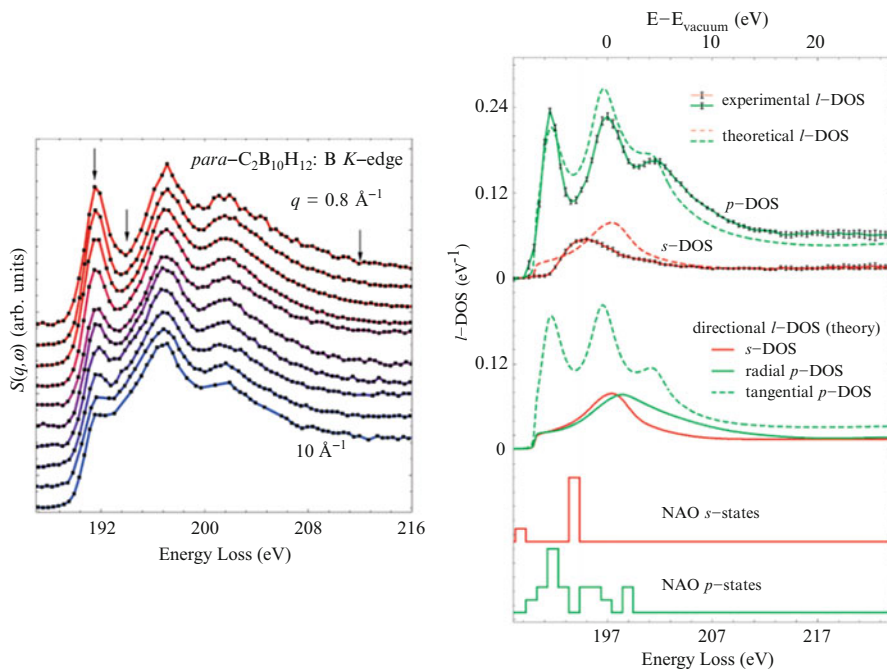 para–C₂B₁₀H₁₂: B K-edge
q = 0.8 Å⁻¹
10 Å⁻¹
S(q,ω) (arb. units)
192
200
208
216
Energy Loss (eV)
E−E_vacuum (eV)
0
10
20
experimental l−DOS
theoretical l−DOS
p−DOS
s−DOS
0.24
0.12
0
l−DOS (eV⁻¹)
directional l−DOS (theory)
s−DOS
radial p−DOS
tangential p−DOS
0.12
0
NAO s−states
NAO p−states
197
207
217
Energy Loss (eV)